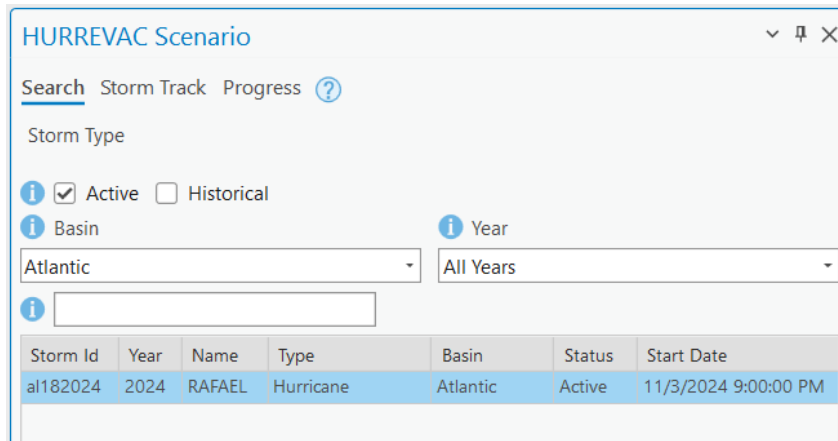 HURREVAC Scenario
Search Storm Track Progress ?
Storm Type
i Active Historical
i Basin i Year
Atlantic All Years
i
Storm Id Year Name Type Basin Status Start Date
al182024 2024 RAFAEL Hurricane Atlantic Active 11/3/2024 9:00:00 PM